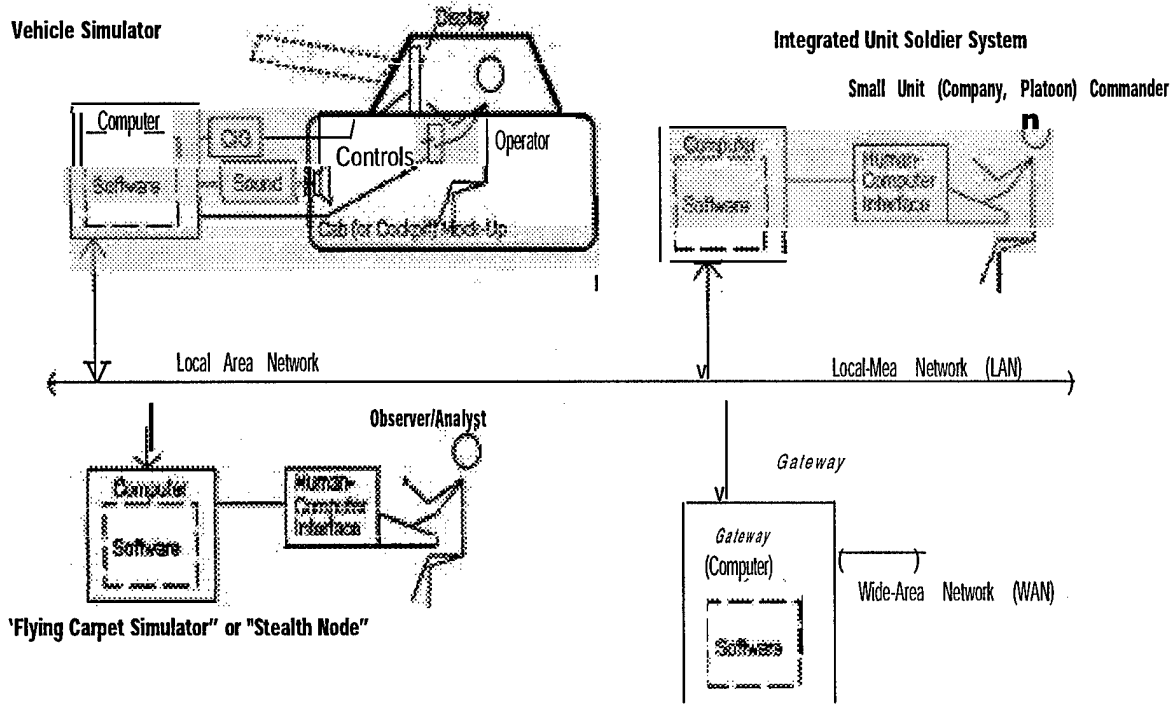 Vehicle Simulator
Display
Integrated Unit Soldier System
Small Unit (Company, Platoon) Commander
n
Computer
CIG
Controls
Operator
Software
Sound
Cab (or Cockpit) Mock-Up
Computer
Software
Human-
Computer
Interface
Local Area Network
Local-Mea Network (LAN)
Observer/Analyst
Computer
Software
Human-
Computer
Interface
'Flying Carpet Simulator" or "Stealth Node"
Gateway
Gateway
(Computer)
Software
Wide-Area Network (WAN)